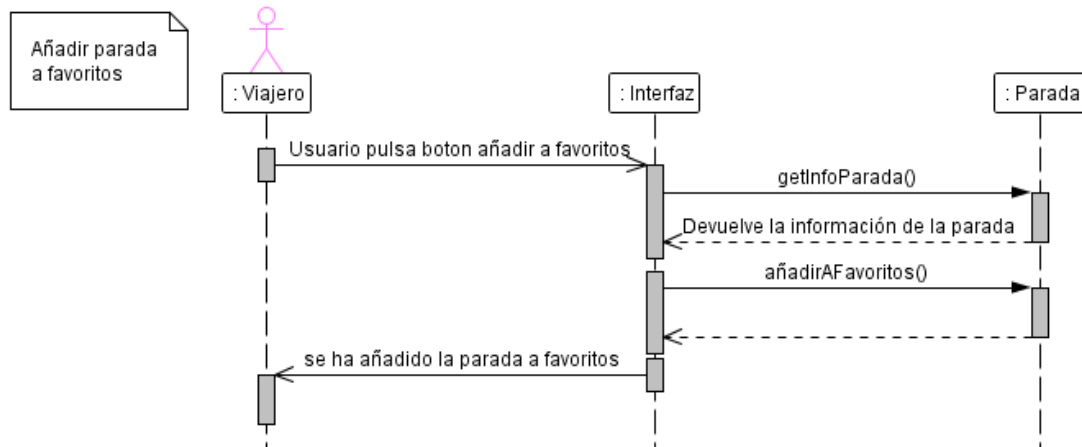 Añadir parada
a favoritos
: Viajero
: Interfaz
: Parada
Usuario pulsa boton añadir a favoritos
getInfoParada()
Devuelve la información de la parada
añadirAFavoritos()
se ha añadido la parada a favoritos